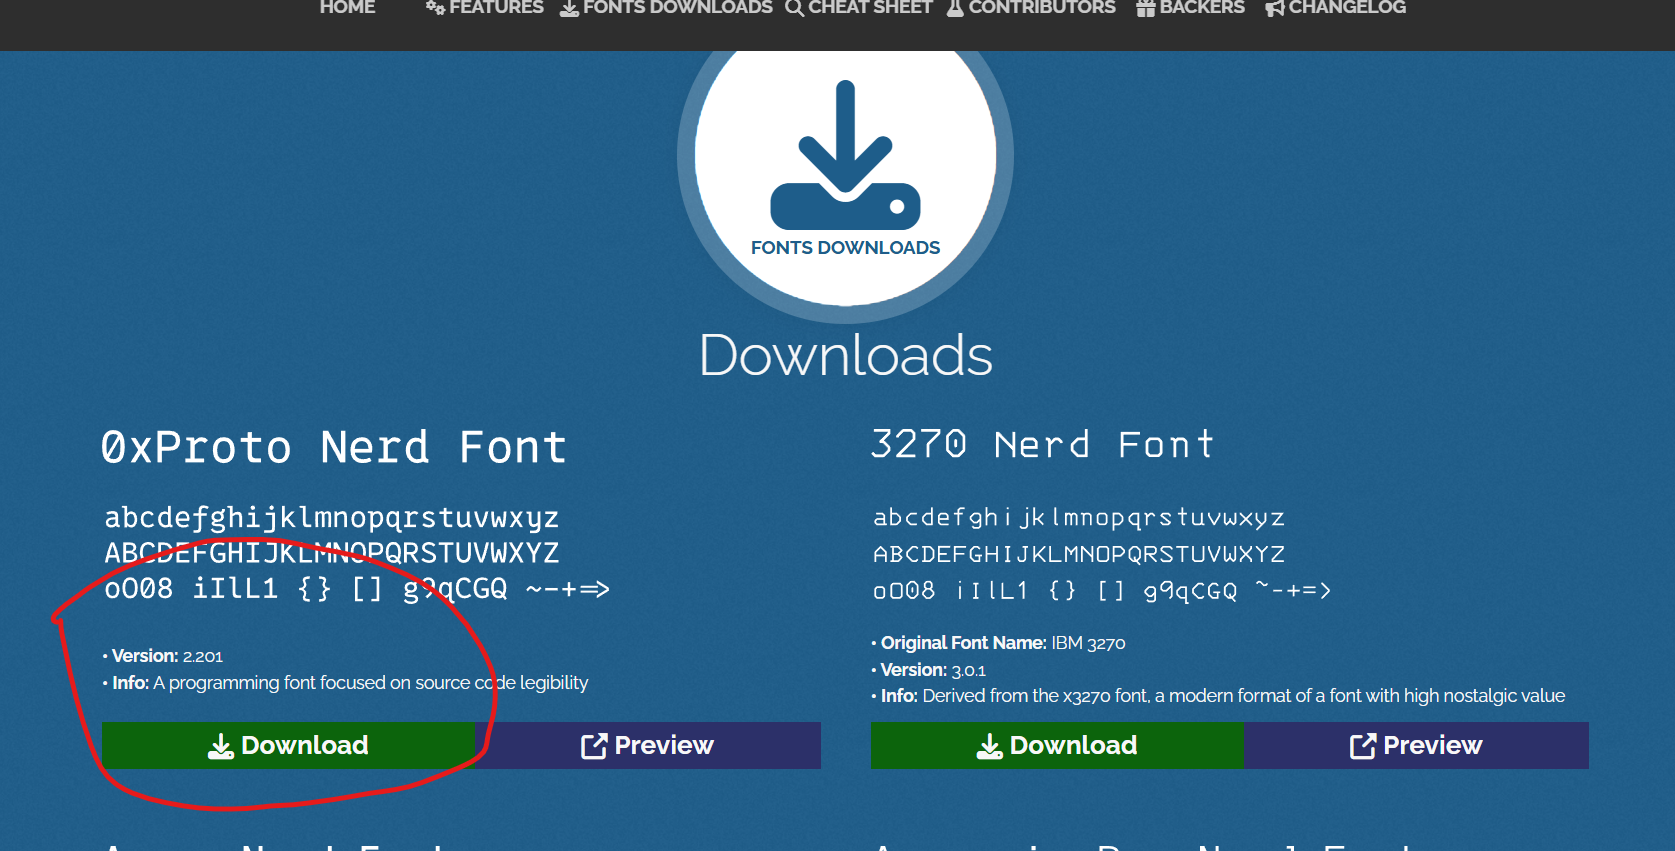 HOME FEATURES FONTS DOWNLOADS CHEAT SHEET CONTRIBUTORS BACKERS CHANGELOG
FONTS DOWNLOADS
Downloads
0xProto Nerd Font
abcdefghijklmnopqrstuvwxyz
ABCDEFGHIJKLMNOPQRSTUVWXYZ
oO08 iIlL1 {} [] g9qCGQ ~-+=>
• Version: 2.201
• Info: A programming font focused on source code legibility
Download Preview
3270 Nerd Font
abcdefghijklmnopqrstuvwxyz
ABCDEFGHIJKLMNOPQRSTUVWXYZ
oO08 iIlL1 {} [] g9qCGQ ~-+=>
• Original Font Name: IBM 3270
• Version: 3.0.1
• Info: Derived from the x3270 font, a modern format of a font with high nostalgic value
Download Preview